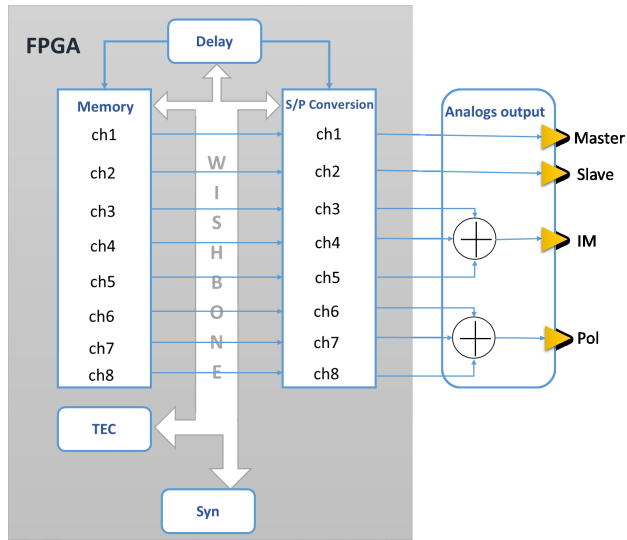 FPGA
Delay
Memory
ch1
ch2
ch3
ch4
ch5
ch6
ch7
ch8
WISHBONE
S/P Conversion
ch1
ch2
ch3
ch4
ch5
ch6
ch7
ch8
Analogs output
Master
Slave
IM
Pol
TEC
Syn